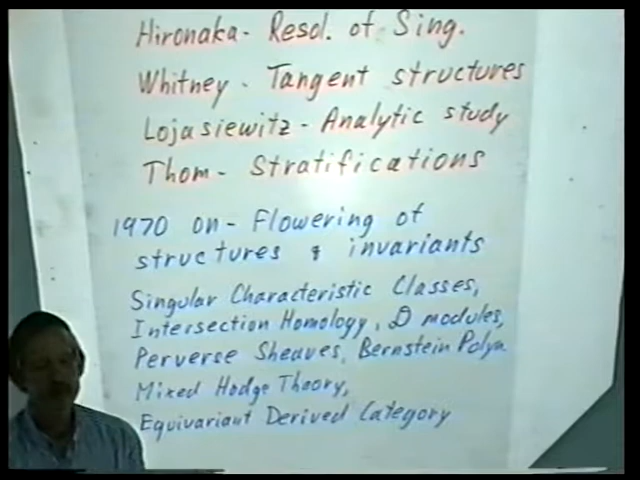 Hironaka - Resol. of Sing.
Whitney - Tangent structures
Lojasiewitz - Analytic study
Thom - Stratifications
1970 on - Flowering of
structures & invariants
Singular Characteristic Classes,
Intersection Homology, D modules,
Perverse Sheaves, Bernstein Polyn.
Mixed Hodge Theory,
Equivariant Derived Category